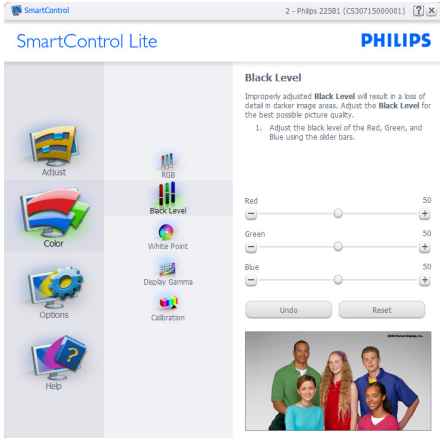 SmartControl
2 - Philips 225B1 (CS30715000001)
? ×
SmartControl Lite
PHILIPS
Adjust
Color
Options
Help
RGB
Black Level
White Point
Display Gamma
Calibration
Black Level
Improperly adjusted Black Level will result in a loss of
detail in darker image areas. Adjust the Black Level for
the best possible picture quality.
1. Adjust the black level of the Red, Green, and
Blue using the slider bars.
Red 50
Green 50
Blue 50
Undo Reset